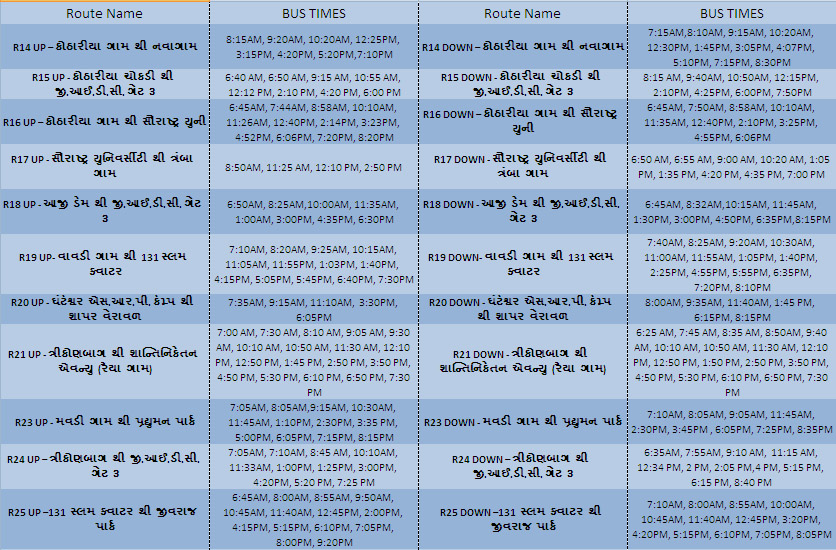 Route Name
BUS TIMES
Route Name
BUS TIMES
R14 UP – કોઠારીયા ગામ થી નવાગામ
8:15AM, 9:20AM, 10:20AM, 12:25PM,
3:15PM, 4:20PM, 5:20PM,7:10PM
R14 DOWN – કોઠારીયા ગામ થી નવાગામ
7:15AM,8:10AM, 9:15AM, 10:20AM,
12:30PM, 1:45PM, 3:05PM, 4:07PM,
5:10PM, 7:15PM, 8:30PM
R15 UP - કોઠારીયા ચોકડી થી
જી,આઈ,ડી,સી, ગેટ 3
6:40 AM, 6:50 AM, 9:15 AM, 10:55 AM,
12:12 PM, 2:10 PM, 4:20 PM, 6:00 PM
R15 DOWN - કોઠારીયા ચોકડી થી
જી,આઈ,ડી,સી, ગેટ 3
8:15 AM, 9:40AM, 10:50AM, 12:15PM,
2:10PM, 4:25PM, 6:00PM, 7:50PM
R16 UP – કોઠારીયા ગામ થી સૌરાષ્ટ્ર યુની
6:45AM, 7:44AM, 8:58AM, 10:10AM,
11:26AM, 12:40PM, 2:14PM, 3:23PM,
4:52PM, 6:06PM, 7:20PM, 8:20PM
R16 DOWN – કોઠારીયા ગામ થી સૌરાષ્ટ્ર
યુની
6:45AM, 7:50AM, 8:58AM, 10:10AM,
11:35AM, 12:40PM, 2:10PM, 3:25PM,
4:55PM, 6:06PM
R17 UP - સૌરાષ્ટ્ર યુનિવર્સીટી થી ત્રંબા
ગામ
8:50AM, 11:25 AM, 12:10 PM, 2:50 PM
R17 DOWN - સૌરાષ્ટ્ર યુનિવર્સીટી થી
ત્રંબા ગામ
6:50 AM, 6:55 AM, 9:00 AM, 10:20 AM, 1:05
PM, 1:35 PM, 4:20 PM, 4:35 PM, 7:00 PM
R18 UP - આજી ડેમ થી જી,આઈ,ડી,સી, ગેટ
3
6:50AM, 8:25AM,10:00AM, 11:35AM,
1:00AM, 3:00PM, 4:35PM, 6:30PM
R18 DOWN - આજી ડેમ થી જી,આઈ,ડી,સી,
ગેટ 3
6:45AM, 8:32AM,10:15AM, 11:45AM,
1:30PM, 3:00PM, 4:50PM, 6:35PM,8:15PM
R19 UP- વાવડી ગામ થી 131 સ્લમ
ક્વાટર
7:10AM, 8:20AM, 9:25AM, 10:15AM,
11:05AM, 11:55PM, 1:03PM, 1:40PM,
4:15PM, 5:05PM, 5:45PM, 6:40PM, 7:30PM
R19 DOWN- વાવડી ગામ થી 131 સ્લમ
ક્વાટર
7:40AM, 8:25AM, 9:20AM, 10:30AM,
11:00AM, 11:55AM, 1:05PM, 1:40PM,
2:25PM, 4:55PM, 5:55PM, 6:35PM,
7:20PM, 8:10PM
R20 UP - ઘંટેશ્વર એસ,આર,પી, કેમ્પ થી
શાપર વેરાવળ
7:35AM, 9:15AM, 11:10AM, 3:30PM,
6:05PM
R20 DOWN - ઘંટેશ્વર એસ,આર,પી, કેમ્પ
થી શાપર વેરાવળ
8:00AM, 9:35AM, 11:40AM, 1:45 PM,
6:15PM, 8:15PM
R21 UP - ત્રીકોણબાગ થી શાન્તિનિકેતન
એવન્યુ (રૈયા ગામ)
7:00 AM, 7:30 AM, 8:10 AM, 9:05 AM, 9:30
AM, 10:10 AM, 10:50 AM, 11:30 AM, 12:10
PM, 12:50 PM, 1:45 PM, 2:50 PM, 3:50 PM,
4:50 PM, 5:30 PM, 6:10 PM, 6:50 PM, 7:30
PM
R21 DOWN - ત્રીકોણબાગ થી
શાન્તિનિકેતન એવન્યુ (રૈયા ગામ)
6:25 AM, 7:45 AM, 8:35 AM, 8:50AM, 9:40
AM, 10:10 AM, 10:50 AM, 11:30 AM, 12:10
PM, 12:50 PM, 1:50 PM, 2:50 PM, 3:50 PM,
4:50 PM, 5:30 PM, 6:10 PM, 6:50 PM, 7:30
PM
R23 UP - મવડી ગામ થી પ્રદ્યુમન પાર્ક
7:05AM, 8:05AM,9:15AM, 10:30AM,
11:45AM, 1:10PM, 2:30PM, 3:35 PM,
5:00PM, 6:05PM, 7:15PM, 8:15PM
R23 DOWN - મવડી ગામ થી પ્રદ્યુમન પાર્ક
7:10AM, 8:05AM, 9:05AM, 11:45AM,
2:30PM, 3:45PM , 6:05PM, 7:25PM, 8:35PM
R24 UP – ત્રીકોણબાગ થી જી,આઈ,ડી,સી,
ગેટ 3
7:05AM, 7:10AM, 8:45 AM, 10:10AM,
11:33AM, 1:00PM, 1:25PM, 3:00PM,
4:20PM, 5:20 PM, 7:25 PM
R24 DOWN – ત્રીકોણબાગ થી
જી,આઈ,ડી,સી, ગેટ 3
6:35AM, 7:55AM, 9:10 AM, 11:15 AM,
12:34 PM, 2 PM, 2:05 PM,4 PM, 5:15 PM,
6:15 PM, 8:40 PM
R25 UP –131 સ્લમ ક્વાટર થી જીવરાજ
પાર્ક
6:45AM, 8:00AM, 8:55AM, 9:50AM,
10:45AM, 11:40AM, 12:45PM, 2:00PM,
4:15PM, 5:15PM, 6:10PM, 7:05PM,
8:00PM, 9:20PM
R25 DOWN –131 સ્લમ ક્વાટર થી
જીવરાજ પાર્ક
7:10AM, 8:00AM, 8:55AM, 10:00AM,
10:45AM, 11:40AM, 12:45PM, 3:20PM,
4:20PM, 5:15PM, 6:10PM, 7:05PM, 8:05PM